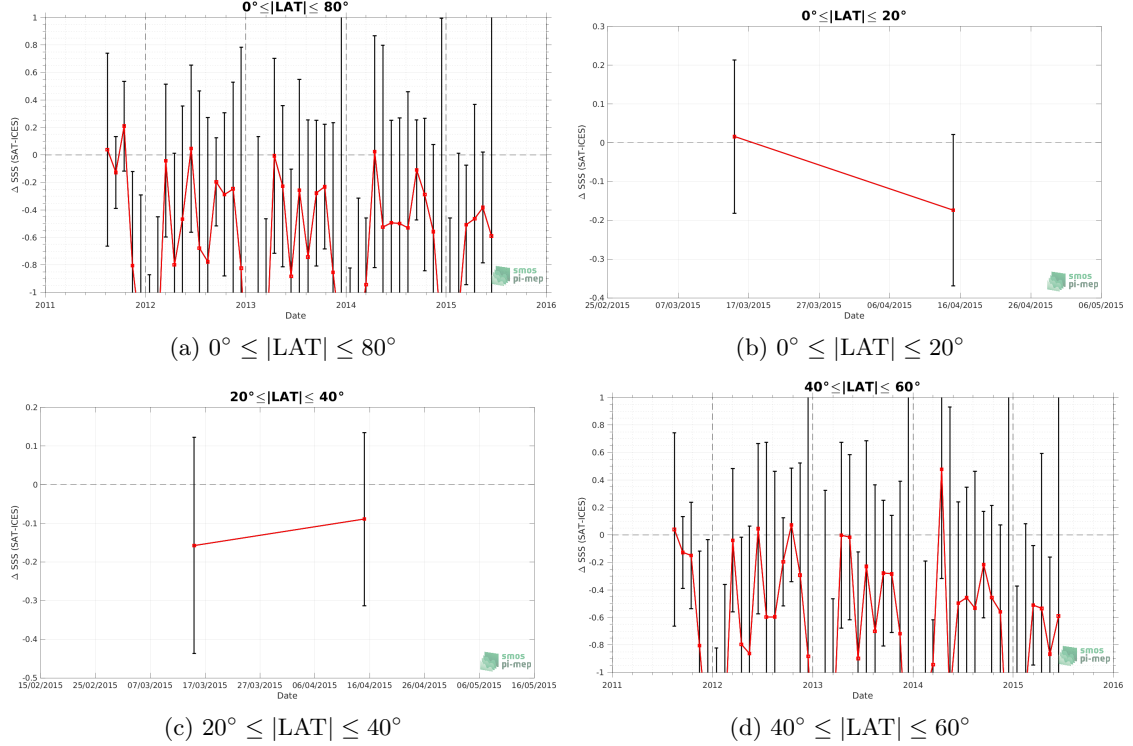 0°≤|LAT|≤ 80°
Δ SSS (SAT-ICES)
1
0.8
0.6
0.4
0.2
0
-0.2
-0.4
-0.6
-0.8
-1
2011 2012 2013 2014 2015 2016
Date
smos
pi-mep
(a) 0° ≤ |LAT| ≤ 80°
0°≤|LAT|≤ 20°
Δ SSS (SAT-ICES)
0.3
0.2
0.1
0
-0.1
-0.2
-0.3
-0.4
25/02/2015 07/03/2015 17/03/2015 27/03/2015 06/04/2015 16/04/2015 26/04/2015 06/05/2015
Date
smos
pi-mep
(b) 0° ≤ |LAT| ≤ 20°
20°≤|LAT|≤ 40°
Δ SSS (SAT-ICES)
0.2
0.1
0
-0.1
-0.2
-0.3
-0.4
-0.5
15/02/2015 25/02/2015 07/03/2015 17/03/2015 27/03/2015 06/04/2015 16/04/2015 26/04/2015 06/05/2015 16/05/2015
Date
smos
pi-mep
(c) 20° ≤ |LAT| ≤ 40°
40°≤|LAT|≤ 60°
Δ SSS (SAT-ICES)
1
0.8
0.6
0.4
0.2
0
-0.2
-0.4
-0.6
-0.8
-1
2011 2012 2013 2014 2015 2016
Date
smos
pi-mep
(d) 40° ≤ |LAT| ≤ 60°